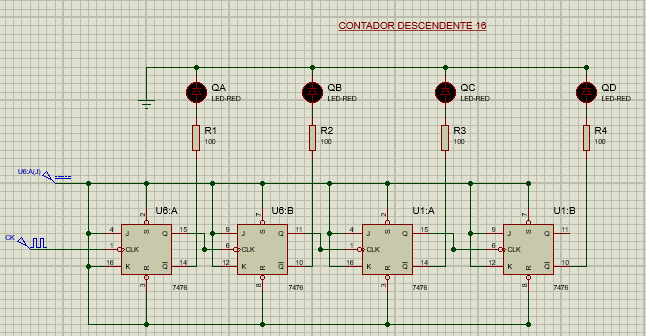 CONTADOR DESCENDENTE 16
QA QB QC QD
LED-RED LED-RED LED-RED LED-RED
R1 R2 R3 R4
100 100 100 100
U6:A(J)
U6:A U6:B U1:A U1:B
2 7 2 7
4 J S Q 15 9 J S Q 11 4 J S Q 15 9 J S Q 11
CK
1 CLK 6 CLK 1 CLK 6 CLK
16 K R Q 14 12 K R Q 10 16 K R Q 14 12 K R Q 10
3 7476 8 7476 3 7476 8 7476